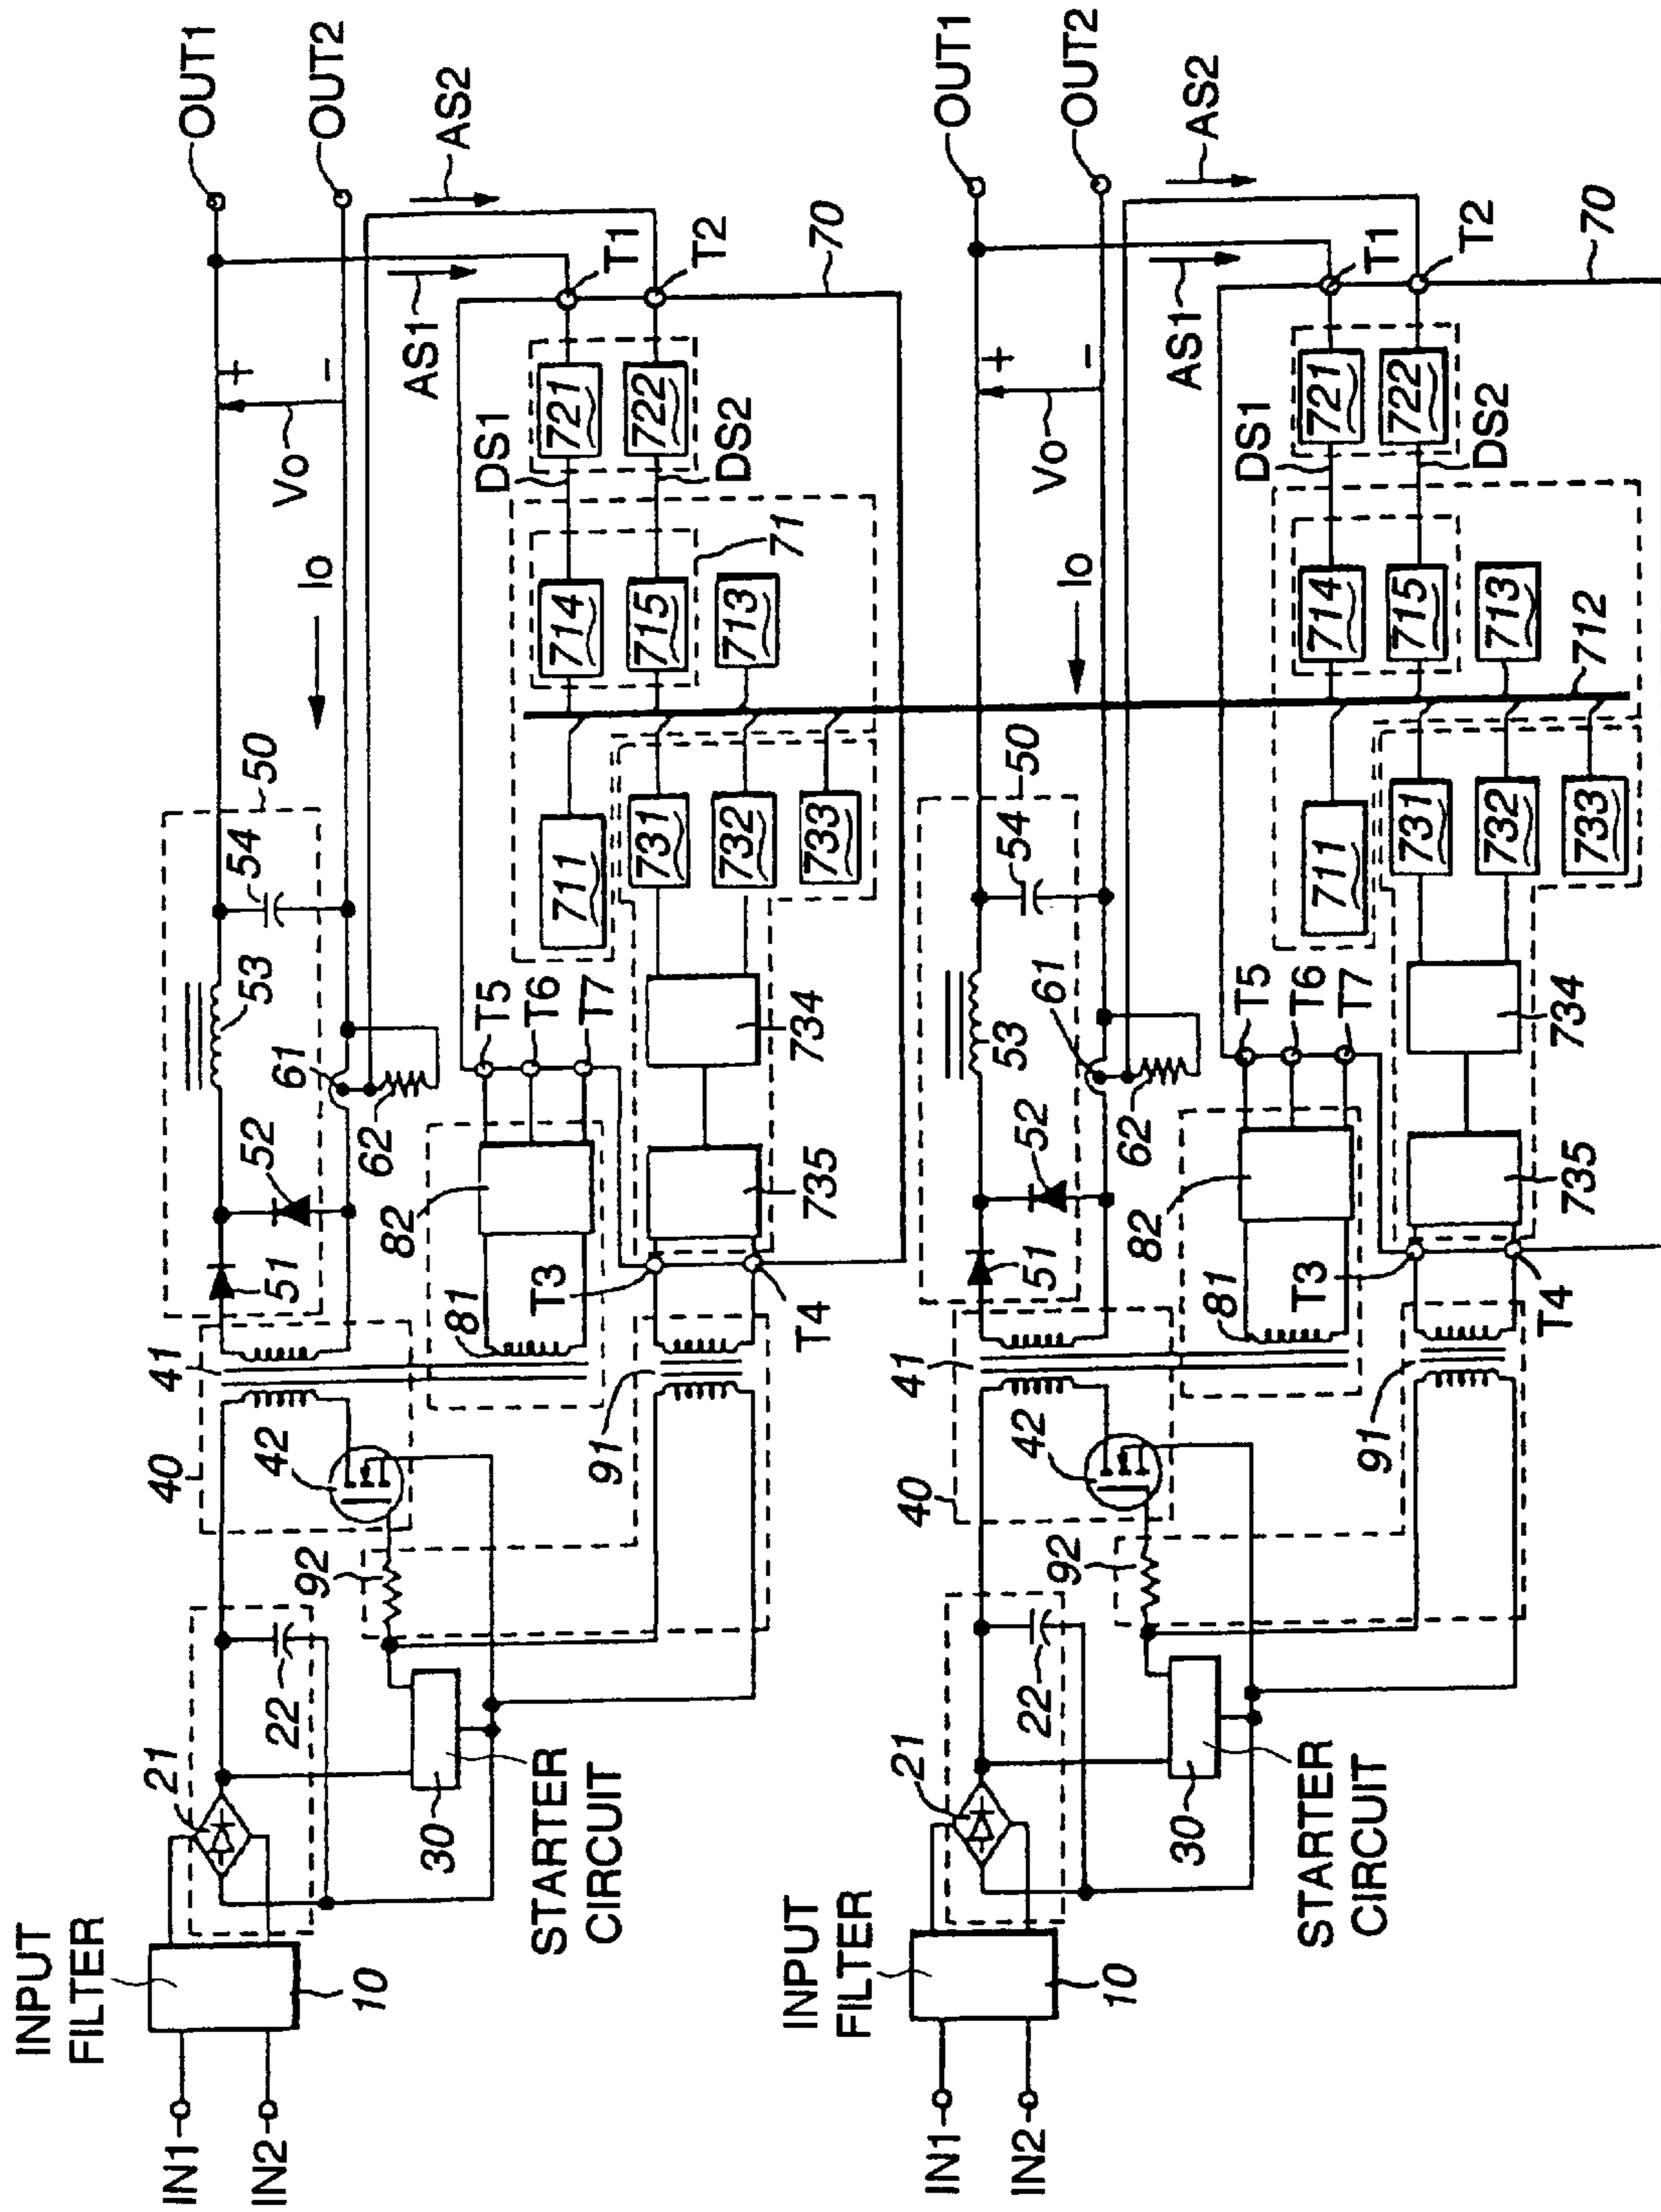 OUT1
OUT2
AS2
AS1
T1
T2
70
Vo
+
−
Io
DS1
DS2
721
722
714
715
713
71
711
731
732
733
50
54
53
52
51
61
62
T5
T6
T7
734
735
82
81
T3
T4
41
40
42
91
92
22
21
30
STARTER
CIRCUIT
INPUT
FILTER
10
IN1
IN2
OUT1
OUT2
AS2
AS1
T1
T2
70
Vo
+
−
Io
DS1
DS2
721
722
714
715
713
712
711
731
732
733
50
54
53
52
51
61
62
T5
T6
T7
734
735
82
81
T3
T4
41
40
42
91
92
22
21
30
STARTER
CIRCUIT
INPUT
FILTER
10
IN1
IN2